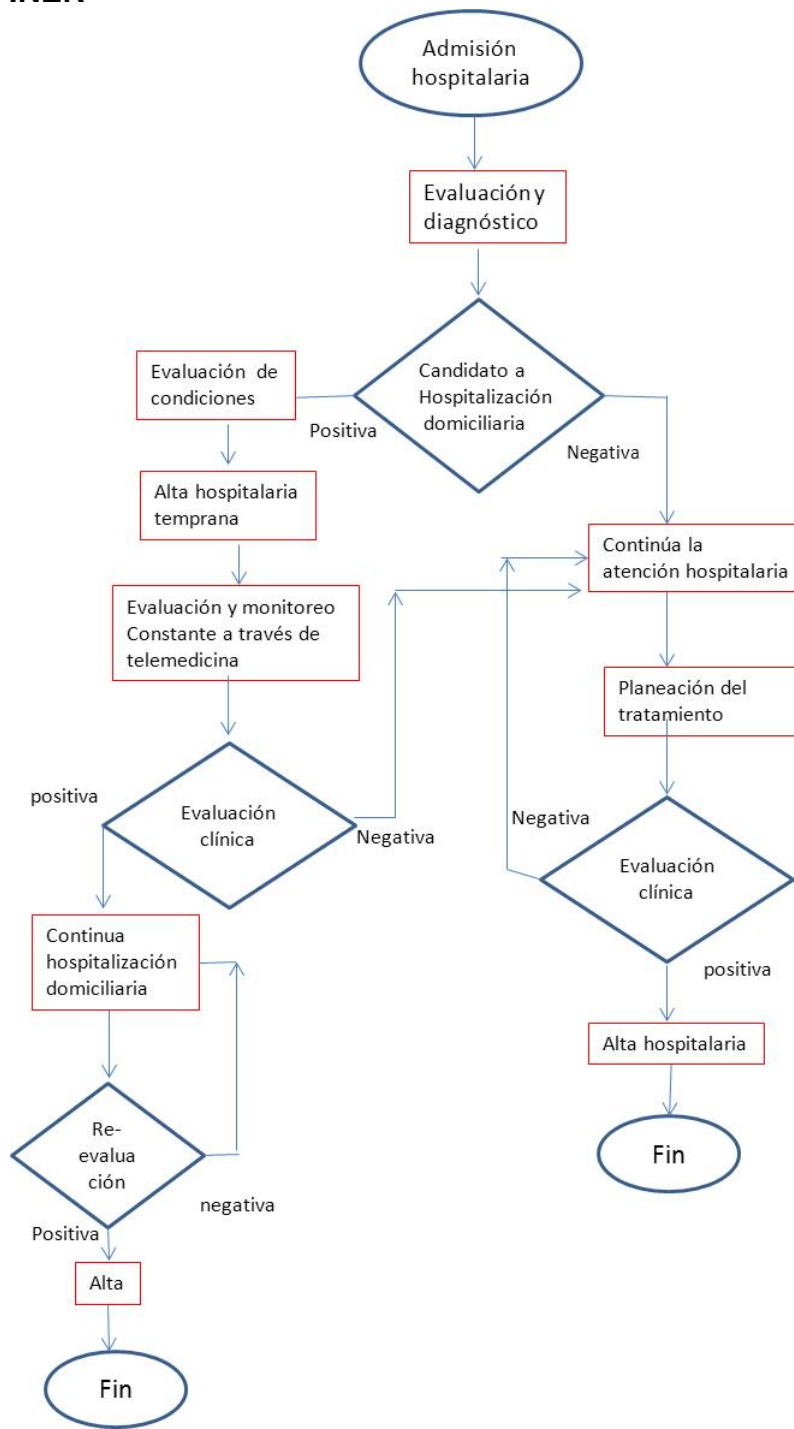 Admisión
hospitalaria
Evaluación y
diagnóstico
Candidato a
Hospitalización
domiciliaria
Positiva
Negativa
Evaluación de
condiciones
Alta hospitalaria
temprana
Evaluación y monitoreo
Constante a través de
telemedicina
Evaluación
clínica
positiva
Negativa
Continua
hospitalización
domiciliaria
Re-
evalua
ción
negativa
Positiva
Alta
Fin
Continúa la
atención hospitalaria
Planeación del
tratamiento
Negativa
Evaluación
clínica
positiva
Alta hospitalaria
Fin